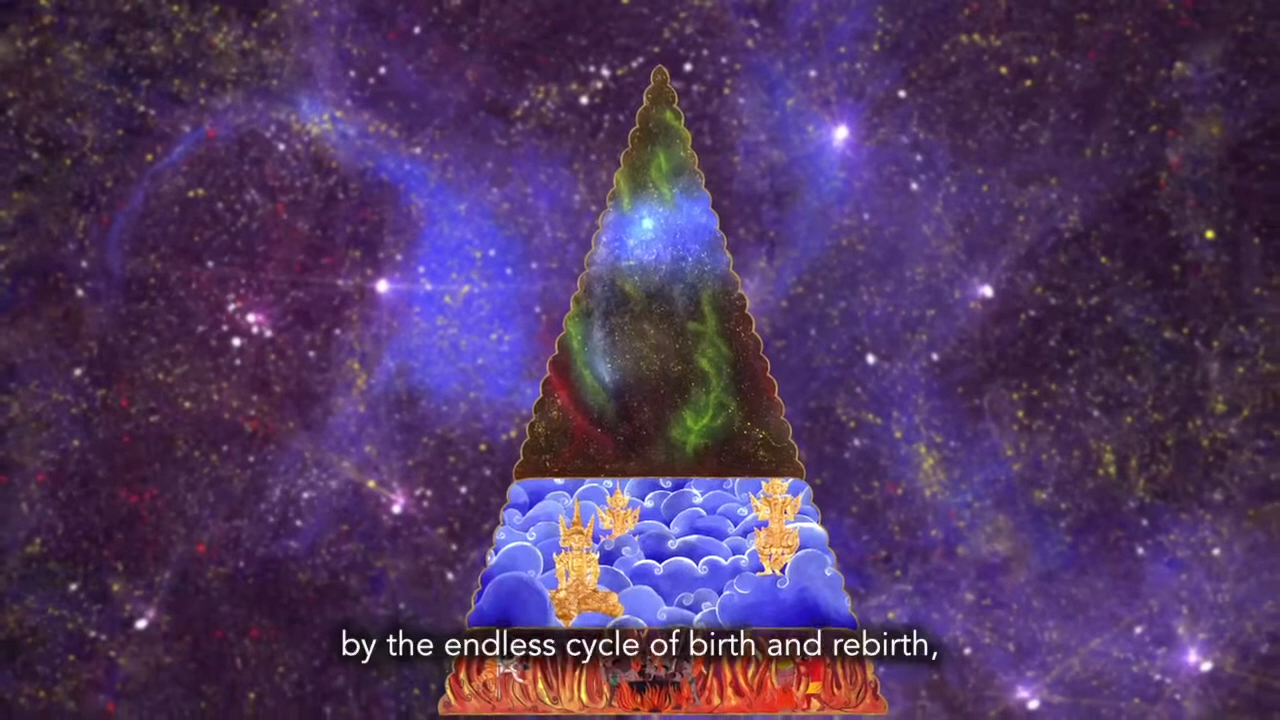 by the endless cycle of birth and rebirth,